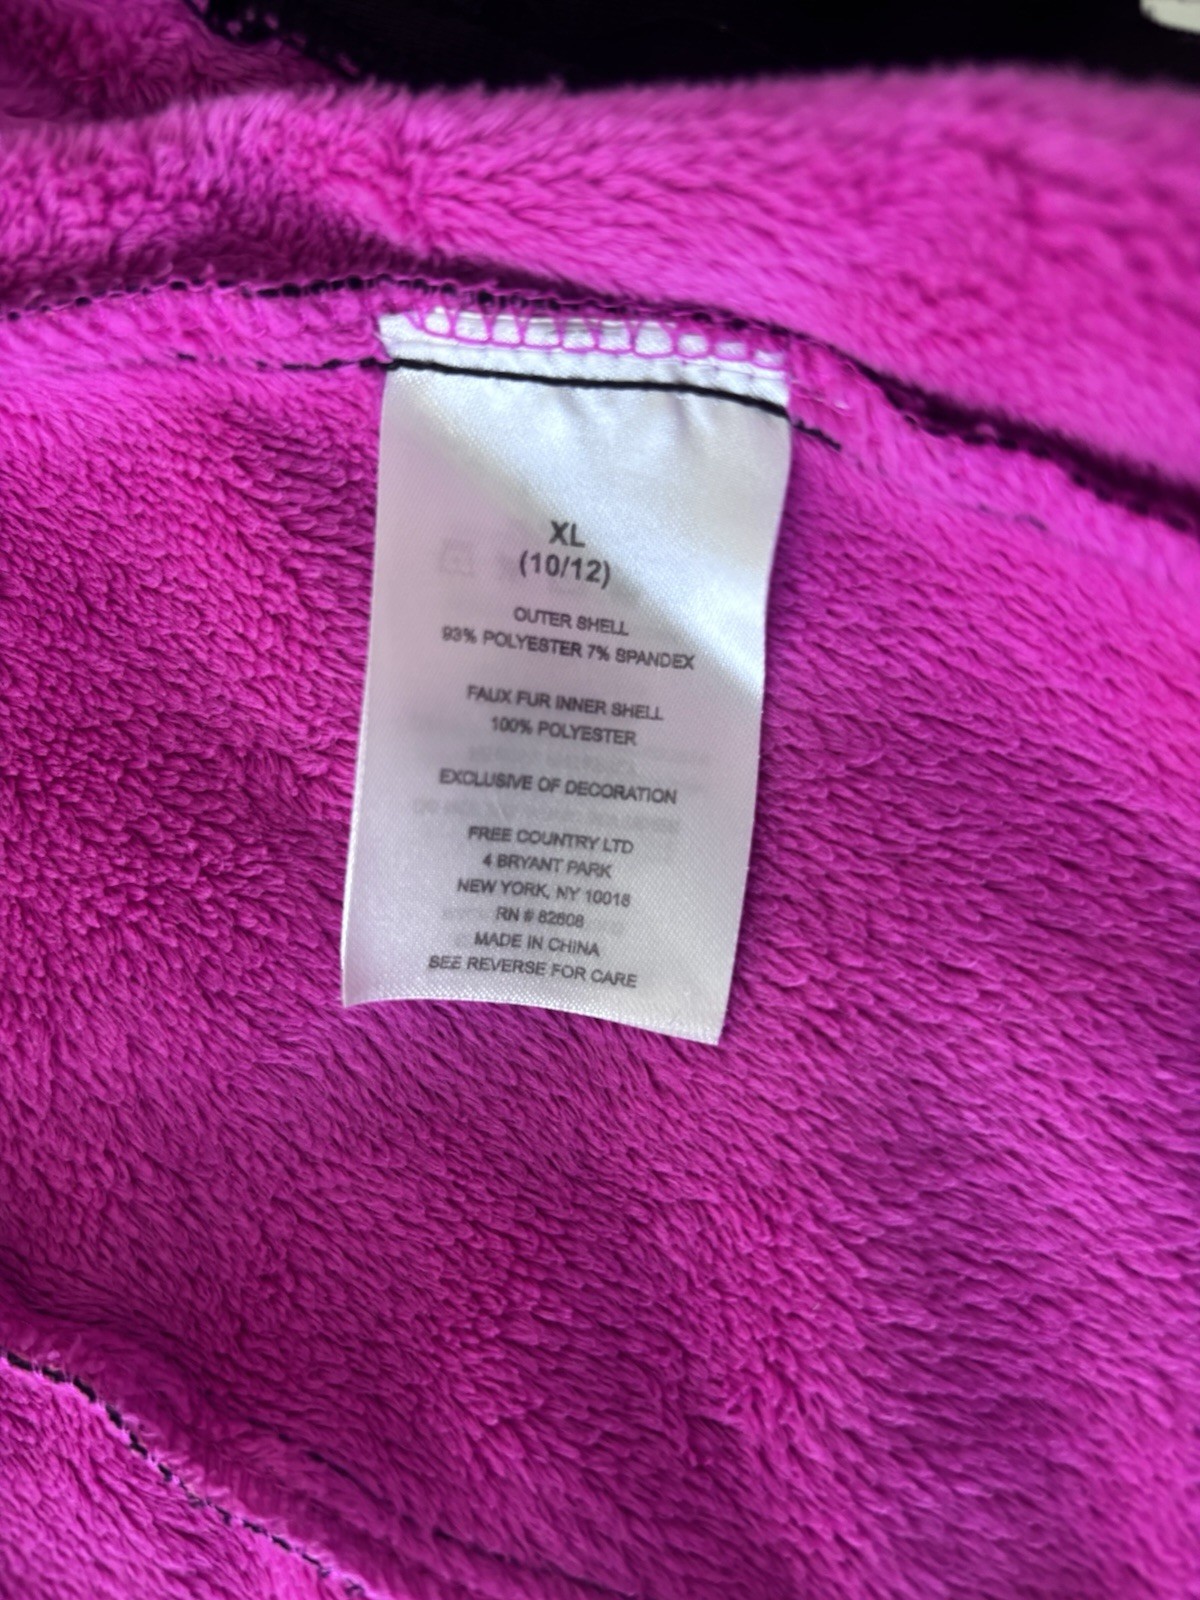 XL
(10/12)
OUTER SHELL
93% POLYESTER 7% SPANDEX
FAUX FUR INNER SHELL
100% POLYESTER
EXCLUSIVE OF DECORATION
FREE COUNTRY LTD
4 BRYANT PARK
NEW YORK, NY 10018
RN # 82608
MADE IN CHINA
SEE REVERSE FOR CARE